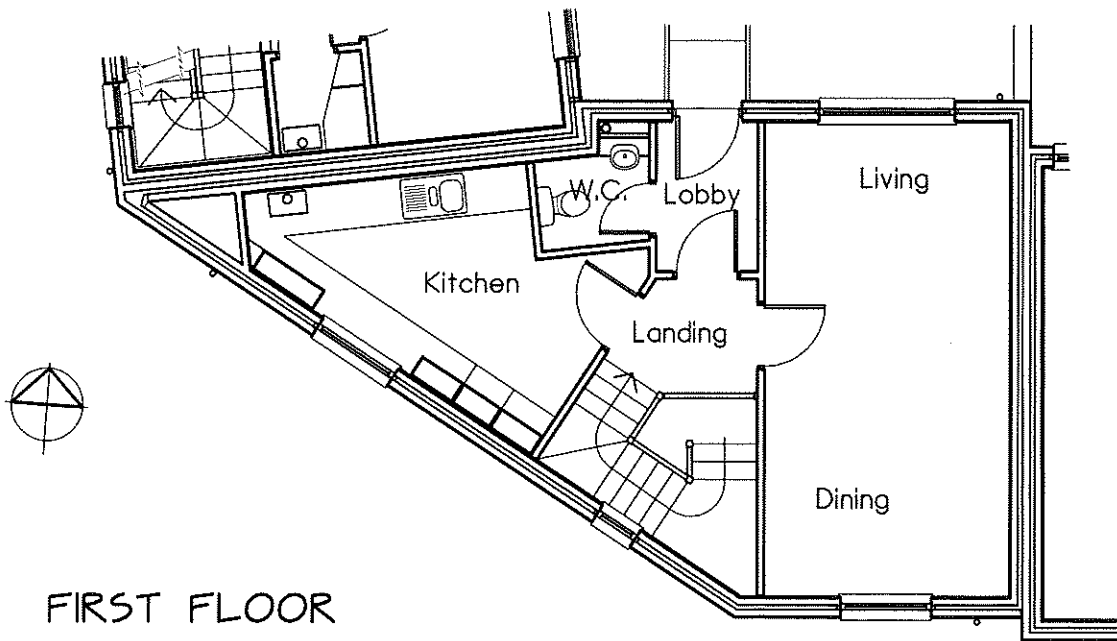 Living
W.C.
Lobby
Kitchen
Landing
Dining
FIRST FLOOR